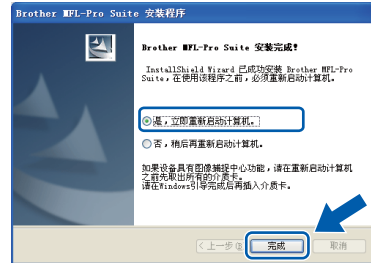 Brother MFL-Pro Suite 安装程序
Brother MFL-Pro Suite 安装完成!
InstallShield Wizard 已成功安装 Brother MFL-Pro
Suite，在使用该程序之前，必须重新启动计算机。
是，立即重新启动计算机。
否，稍后再重新启动计算机。
如果设备具有图像捕捉中心功能，请在重新启动计算机
之前先取出所有的介质卡。
请在Windows引导完成后再插入介质卡。
<上一步(B)
完成
取消